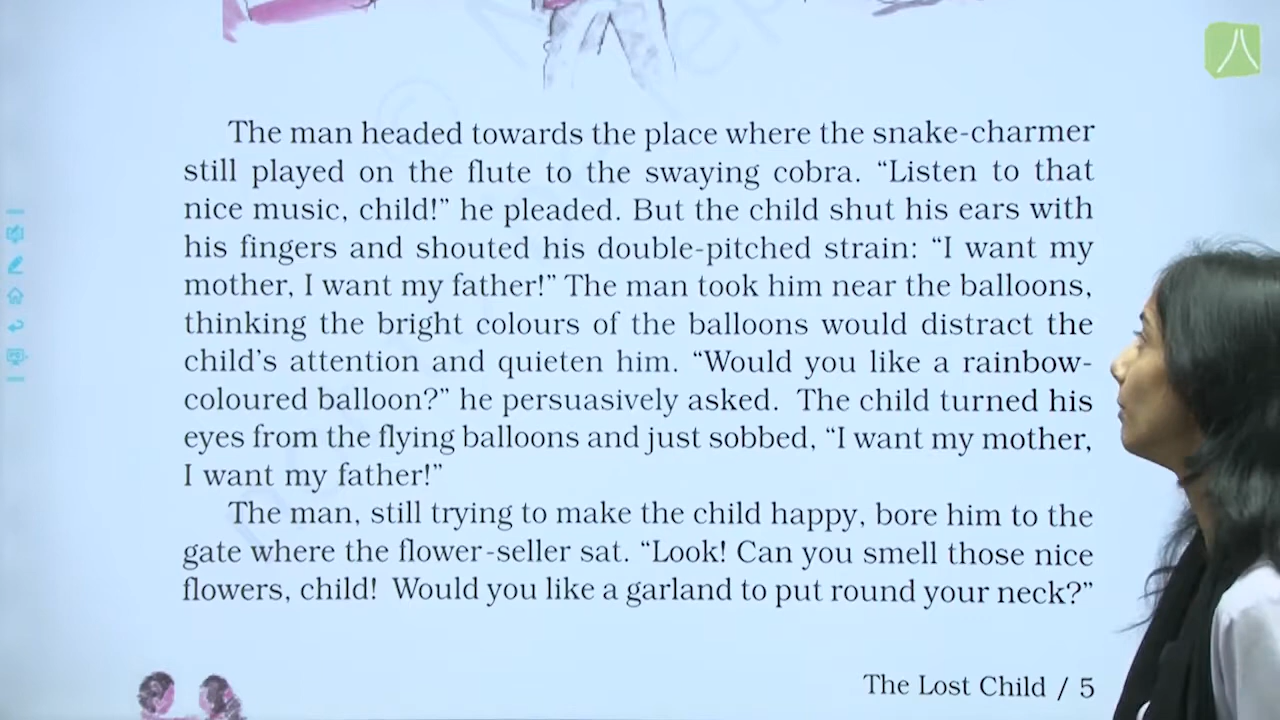 The man headed towards the place where the snake-charmer
still played on the flute to the swaying cobra. “Listen to that
nice music, child!” he pleaded. But the child shut his ears with
his fingers and shouted his double-pitched strain: “I want my
mother, I want my father!” The man took him near the balloons,
thinking the bright colours of the balloons would distract the
child’s attention and quieten him. “Would you like a rainbow-
coloured balloon?” he persuasively asked. The child turned his
eyes from the flying balloons and just sobbed, “I want my mother,
I want my father!”
The man, still trying to make the child happy, bore him to the
gate where the flower-seller sat. “Look! Can you smell those nice
flowers, child! Would you like a garland to put round your neck?”
The Lost Child / 5